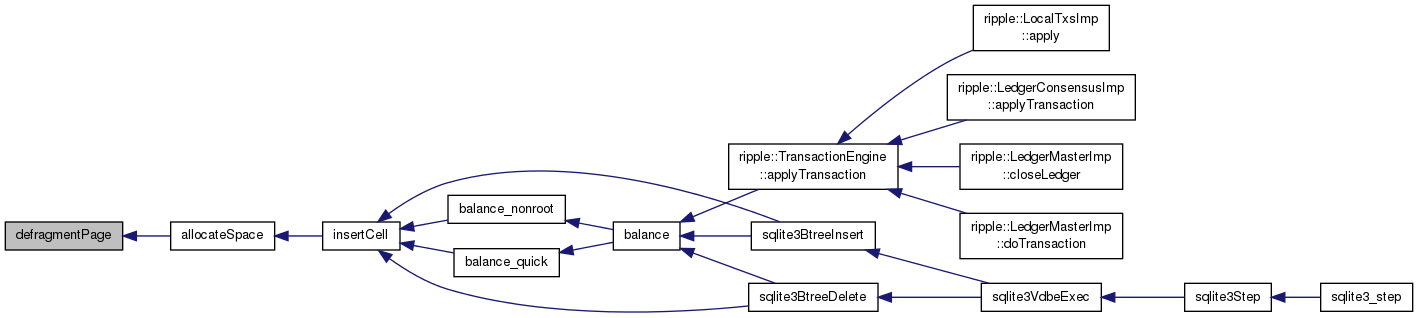 ripple::LocalTxsImp
::apply
ripple::LedgerConsensusImp
::applyTransaction
ripple::TransactionEngine
::applyTransaction
ripple::LedgerMasterImp
::closeLedger
balance_nonroot
ripple::LedgerMasterImp
::doTransaction
defragmentPage
allocateSpace
insertCell
balance
sqlite3BtreeInsert
balance_quick
sqlite3BtreeDelete
sqlite3VdbeExec
sqlite3Step
sqlite3_step